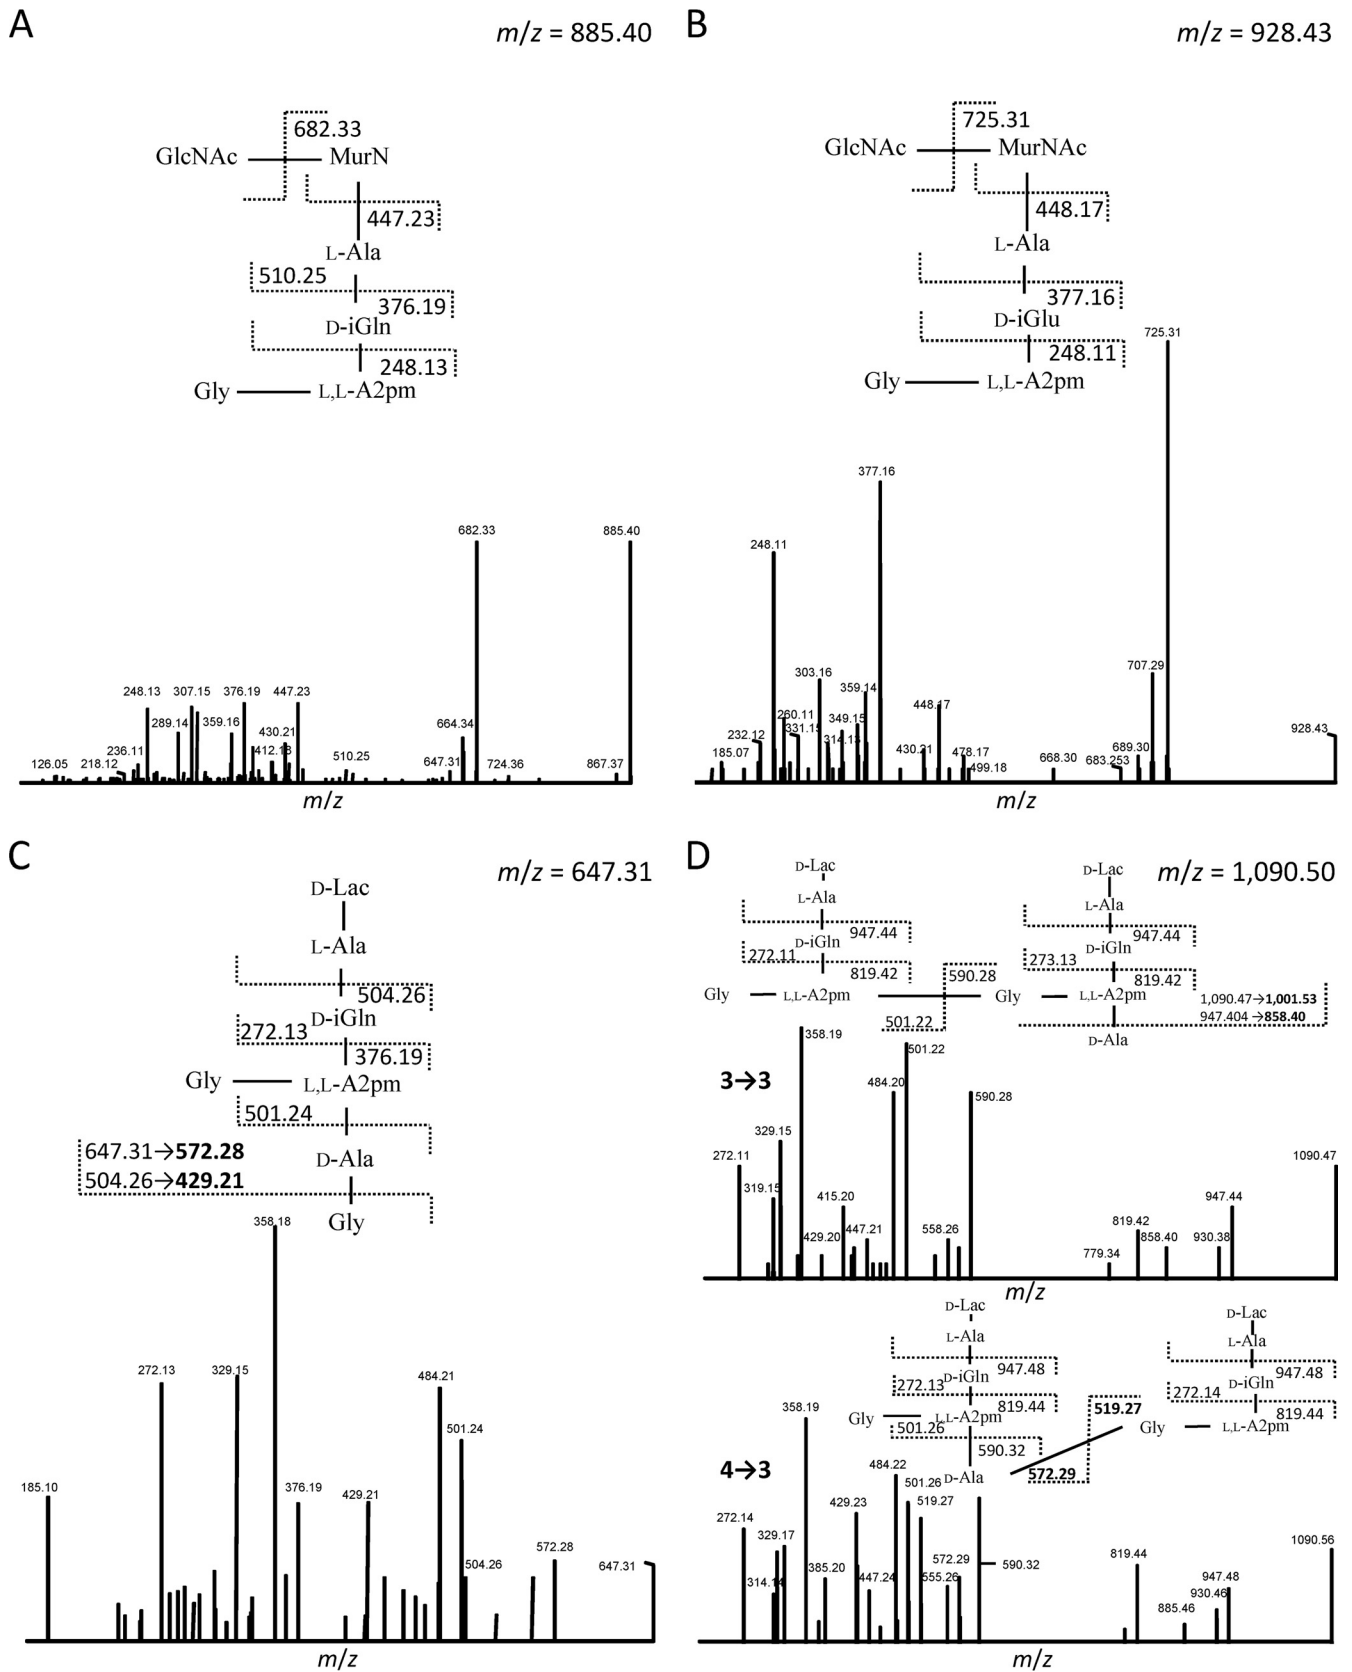 A
m/z = 885.40
682.33
GlcNAc MurN
447.23
L-Ala
510.25
376.19
D-iGln
248.13
Gly L,L-A2pm
682.33 885.40
248.13 307.15 376.19 447.23
289.14 359.16 430.21 664.34
236.11 412.18 510.25 647.31
126.05 218.12 724.36 867.37
m/z
B
m/z = 928.43
725.31
GlcNAc MurNAc
448.17
L-Ala
377.16
D-iGlu
248.11
Gly L,L-A2pm
725.31
377.16
248.11
303.16 359.14 707.29
260.11 448.17
232.12 331.15 349.15 928.43
314.13
185.07 430.21 478.17 668.30 689.30
499.18 683.253
m/z
C
m/z = 647.31
D-Lac
L-Ala
504.26
272.13 D-iGln
376.19
Gly L,L-A2pm
501.24
647.31→572.28
D-Ala
504.26→429.21
Gly
358.18
272.13 329.15 484.21
501.24
185.10 376.19 429.21
504.26 572.28 647.31
m/z
D
m/z = 1,090.50
D-Lac D-Lac
L-Ala L-Ala
947.44 947.44
D-iGln D-iGln
272.11 273.13
819.42 590.28 819.42
Gly L,L-A2pm Gly L,L-A2pm
1,090.47→1,001.53
501.22 947.404→858.40
D-Ala
358.19
501.22
3→3 484.20 590.28
329.15
272.11 1090.47
319.15 415.20 947.44
429.20 447.21 558.26 819.42 858.40 930.38
779.34
m/z
D-Lac D-Lac
L-Ala L-Ala
947.48 947.48
272.13 D-iGln 272.14 D-iGln
819.44 519.27 819.44
Gly L,L-A2pm Gly L,L-A2pm
501.26
590.32
D-Ala 572.29
358.19
4→3 484.22
501.26
429.23 519.27
272.14
329.17 1090.56
572.29 590.32 819.44
314.14 385.20 447.24 555.26 947.48
930.46
885.46
m/z